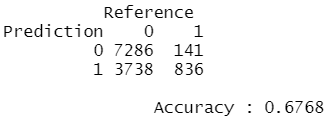 Reference
Prediction 0 1
0 7286 141
1 3738 836
Accuracy : 0.6768